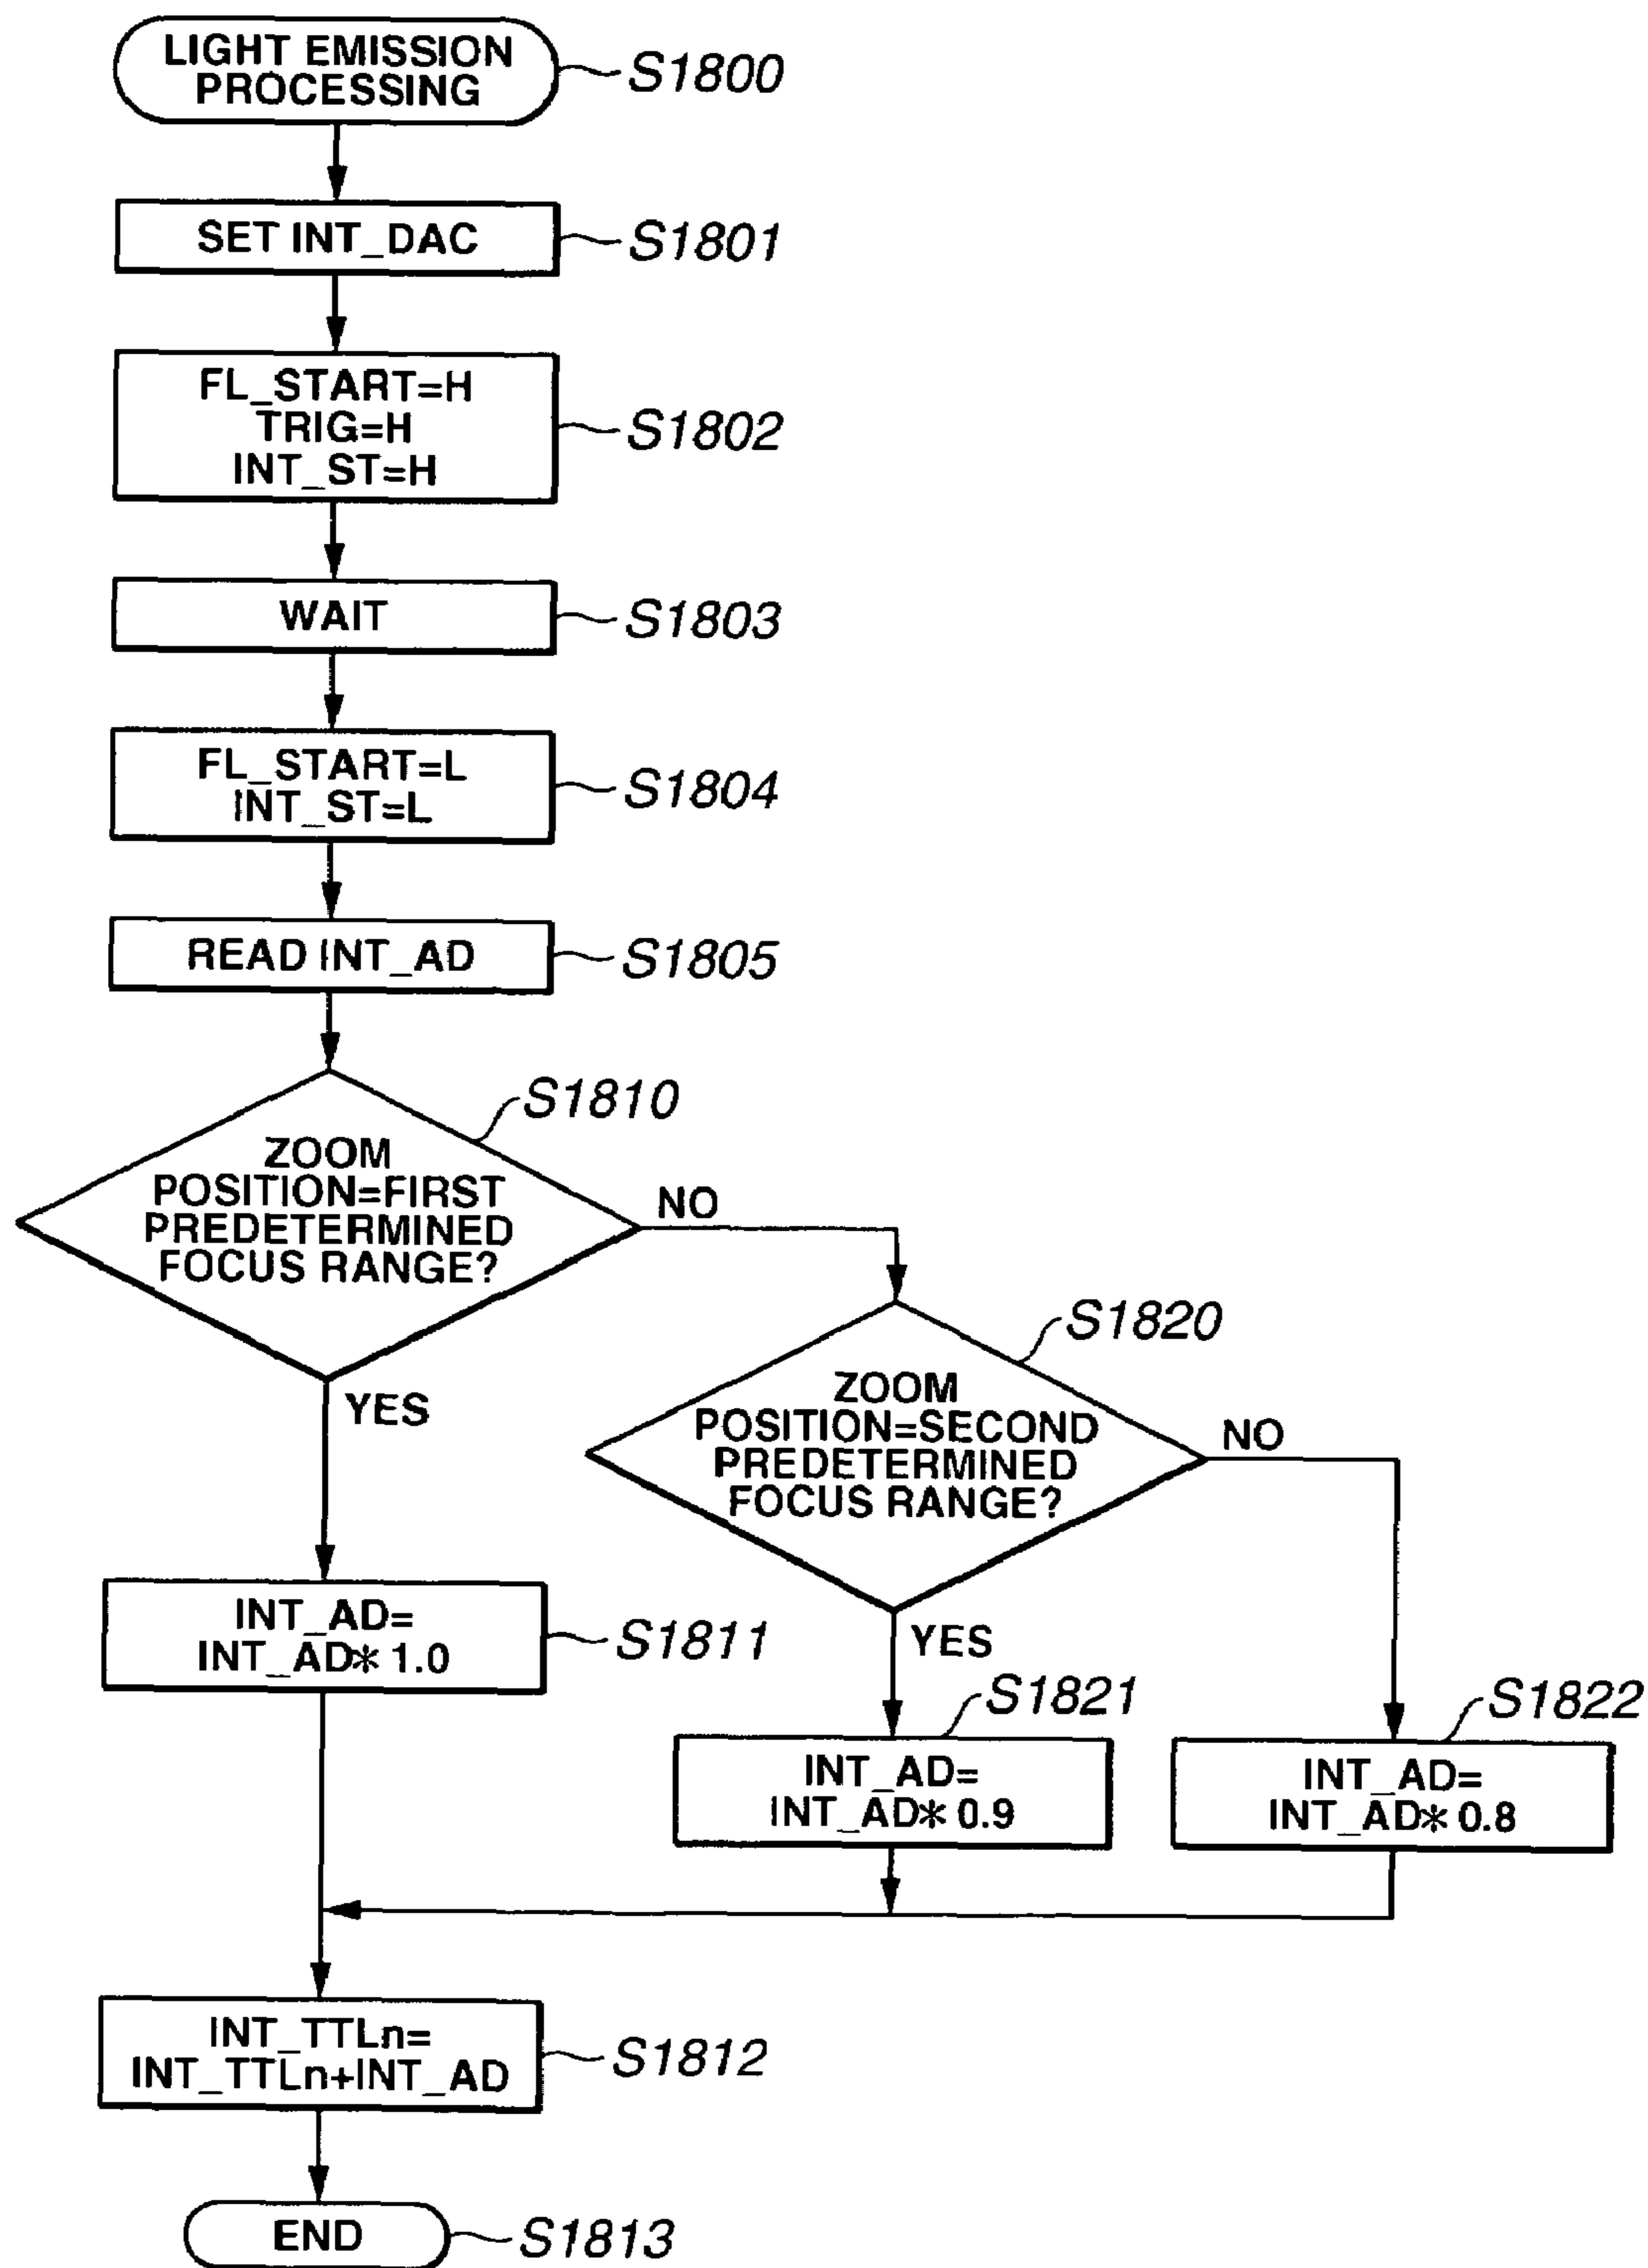 LIGHT EMISSION
PROCESSING
S1800
SET INT_DAC
S1801
FL_START=H
TRIG=H
INT_ST=H
S1802
WAIT
S1803
FL_START=L
INT_ST=L
S1804
READ INT_AD
S1805
S1810
ZOOM
POSITION=FIRST
PREDETERMINED
FOCUS RANGE?
NO
YES
S1820
ZOOM
POSITION=SECOND
PREDETERMINED
FOCUS RANGE?
NO
YES
INT_AD=
INT_AD* 1.0
S1811
S1821
INT_AD=
INT_AD* 0.9
S1822
INT_AD=
INT_AD* 0.8
INT_TTLn=
INT_TTLn+INT_AD
S1812
END
S1813